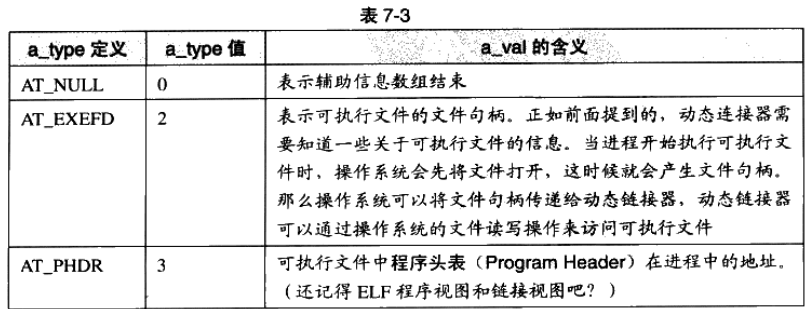 表 7-3
a_type 定义 a_type 值 a_val 的含义
AT_NULL 0 表示辅助信息数组结束
AT_EXEFD 2 表示可执行文件的文件句柄。正如前面提到的，动态连接器需
要知道一些关于可执行文件的信息。当进程开始执行可执行文
件时，操作系统会先将文件打开，这时候就会产生文件句柄。
那么操作系统可以将文件句柄传递给动态链接器，动态链接器
可以通过操作系统的文件读写操作来访问可执行文件
AT_PHDR 3 可执行文件中程序头表（Program Header）在进程中的地址。
（还记得 ELF 程序视图和链接视图吧？）